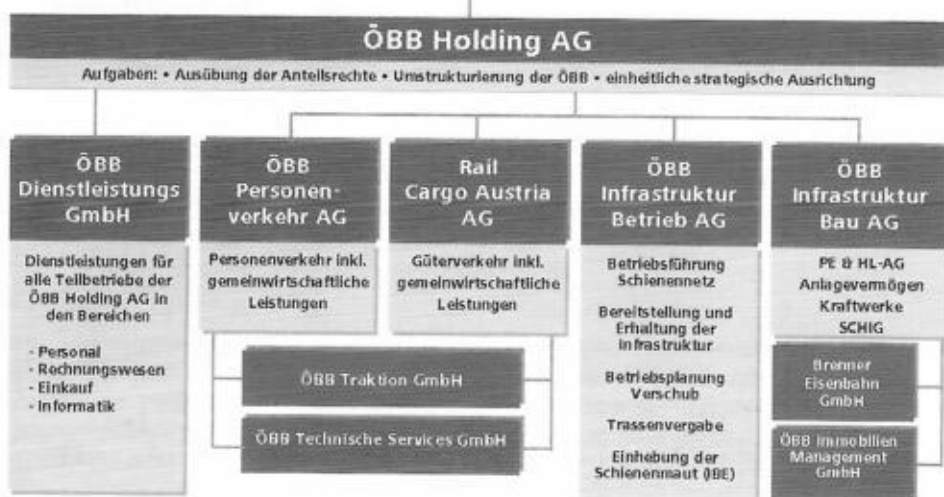 ÖBB Holding AG
Aufgaben: • Ausübung der Anteilsrechte • Umstrukturierung der ÖBB • einheitliche strategische Ausrichtung
ÖBB
Dienstleistungs
GmbH
Dienstleistungen für
alle Teilbetriebe der
ÖBB Holding AG in
den Bereichen
- Personal
- Rechnungswesen
- Einkauf
- Informatik
ÖBB
Personen-
verkehr AG
Personenverkehr inkl.
gemeinwirtschaftliche
Leistungen
Rail
Cargo Austria
AG
Güterverkehr inkl.
gemeinwirtschaftliche
Leistungen
ÖBB Traktion GmbH
ÖBB Technische Services GmbH
ÖBB
Infrastruktur
Betrieb AG
Betriebsführung
Schienennetz
Bereitstellung und
Erhaltung der
Infrastruktur
Betriebsplanung
Verschub
Trassenvergabe
Einhebung der
Schienenmaut (IBE)
ÖBB
Infrastruktur
Bau AG
PE & HL-AG
Anlagevermögen
Kraftwerke
SCHIG
Brenner
Eisenbahn
GmbH
ÖBB Immobilien
Management
GmbH